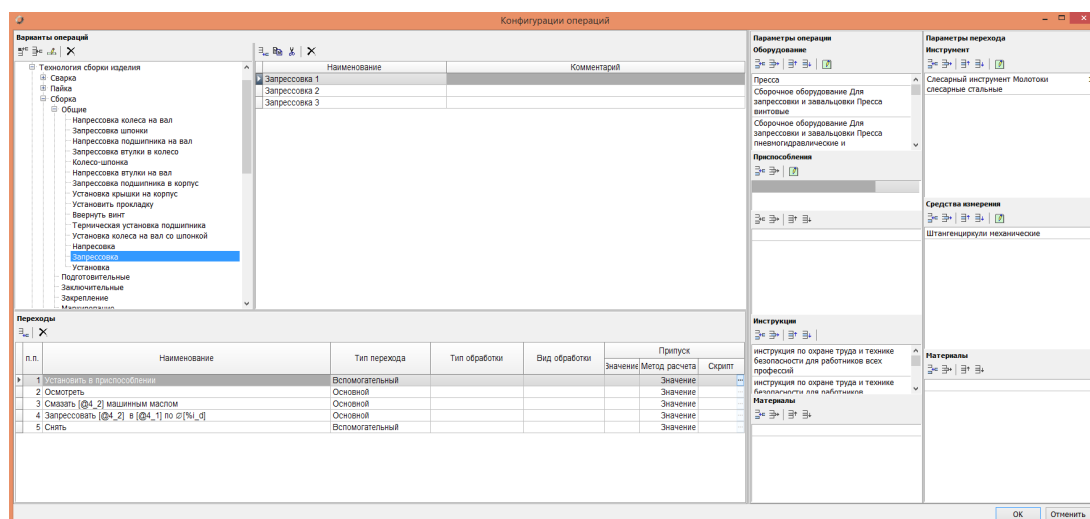 Конфигурации операций
Варианты операций
Технология сборки изделия
Сварка
Пайка
Сборка
Общие
Напрессовка колеса на вал
Запрессовка шпонки
Напрессовка подшипника на вал
Запрессовка втулки в колесо
Колесо-шпонка
Напрессовка втулки на вал
Запрессовка подшипника в корпус
Установка крышки на корпус
Установить прокладку
Ввернуть винт
Термическая установка подшипника
Установка колеса на вал со шпонкой
Напресовка
Запрессовка
Установка
Подготовительные
Заключительные
Закрепление
Маркирование
Наименование Комментарий
Запрессовка 1
Запрессовка 2
Запрессовка 3
Параметры операции
Оборудование
Пресса
Сборочное оборудование Для
запрессовки и завальцовки Пресса
винтовые
Сборочное оборудование Для
запрессовки и завальцовки Пресса
пневмогидравлические и
Приспособления
Параметры перехода
Инструмент
Слесарный инструмент Молотоки
слесарные стальные
Средства измерения
Штангенциркули механические
Переходы
п.п. Наименование Тип перехода Тип обработки Вид обработки Припуск
Значение Метод расчета Скрипт
1 Установить в приспособлении Вспомогательный Значение ...
2 Осмотреть Основной Значение
3 Смазать [@4_2] машинным маслом Основной Значение
4 Запрессовать [@4_2] в [@4_1] по ∅[%i_d] Основной Значение
5 Снять Вспомогательный Значение
Инструкции
инструкция по охране труда и технике
безопасности для работников всех
профессий
инструкция по охране труда и технике
безопасности для работников
Материалы
Материалы
ОК Отменить